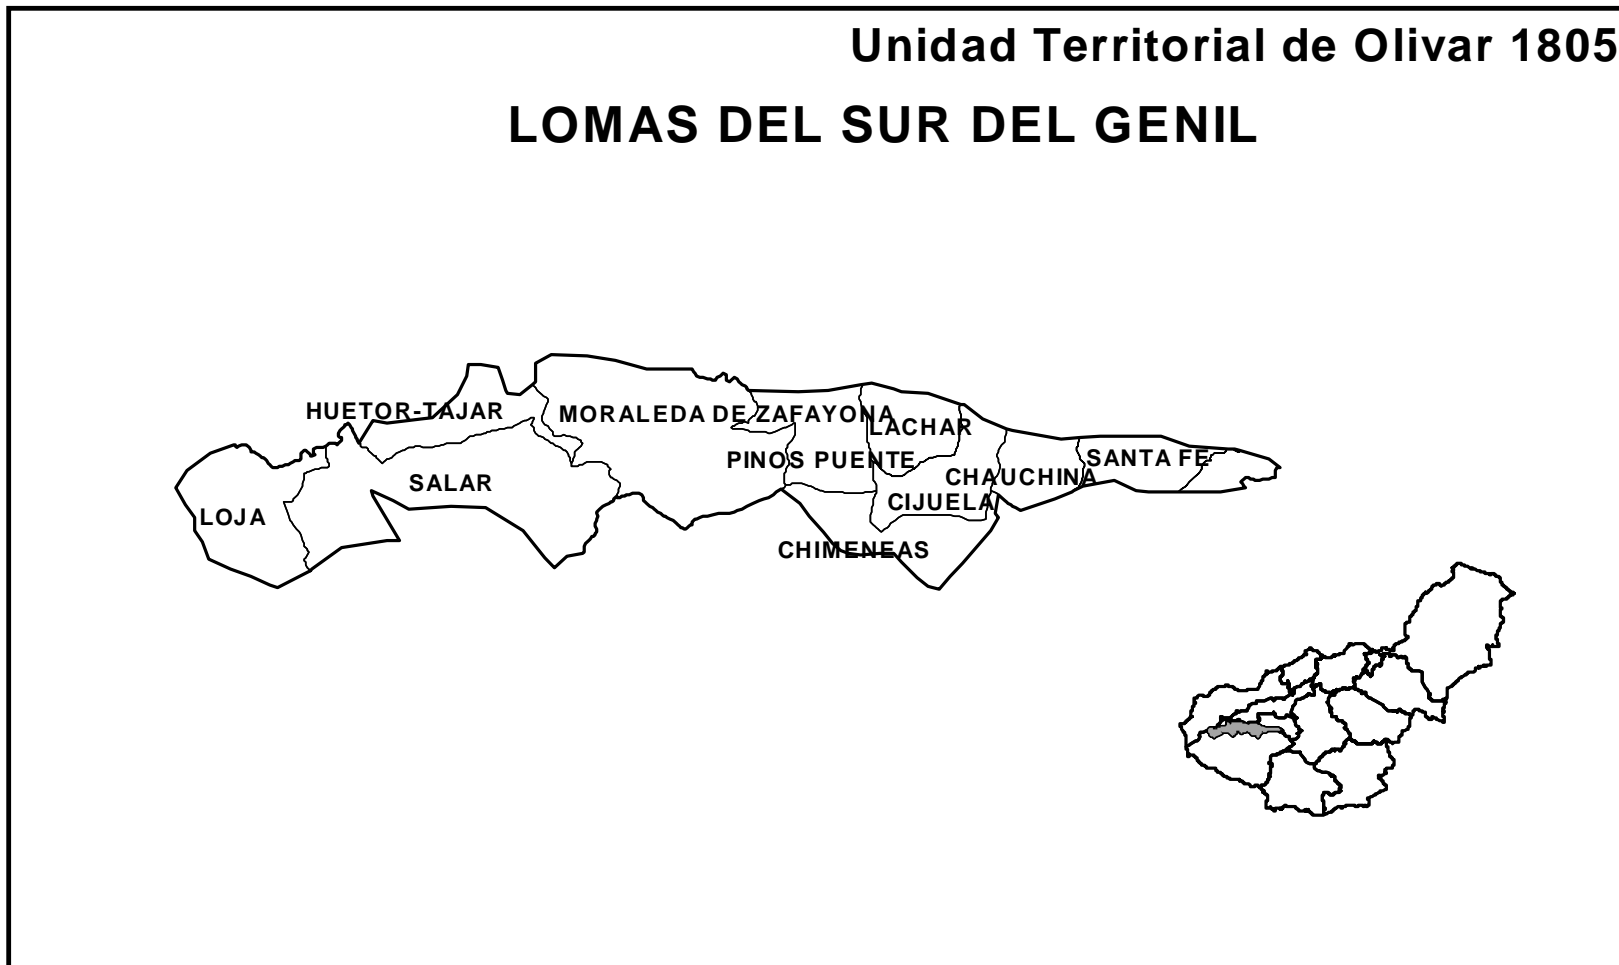 Unidad Territorial de Olivar 1805
LOMAS DEL SUR DEL GENIL
HUETOR-TAJAR
MORALEDA DE ZAFAYONA
LACHAR
PINOS PUENTE
SANTA FE
CHAUCHINA
SALAR
CIJUELA
LOJA
CHIMENEAS